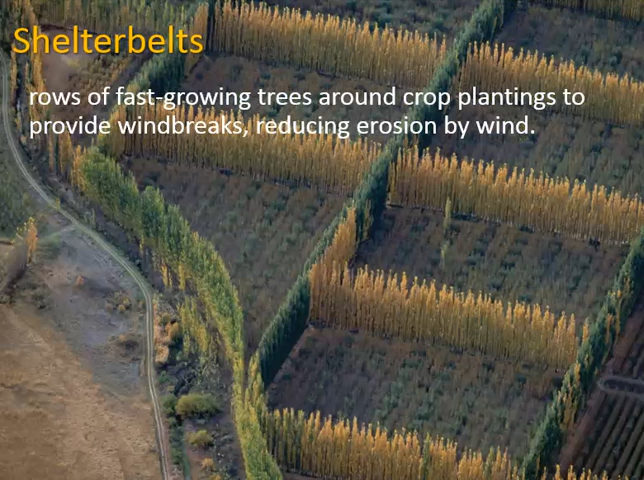 Shelterbelts
rows of fast-growing trees around crop plantings to
provide windbreaks, reducing erosion by wind.